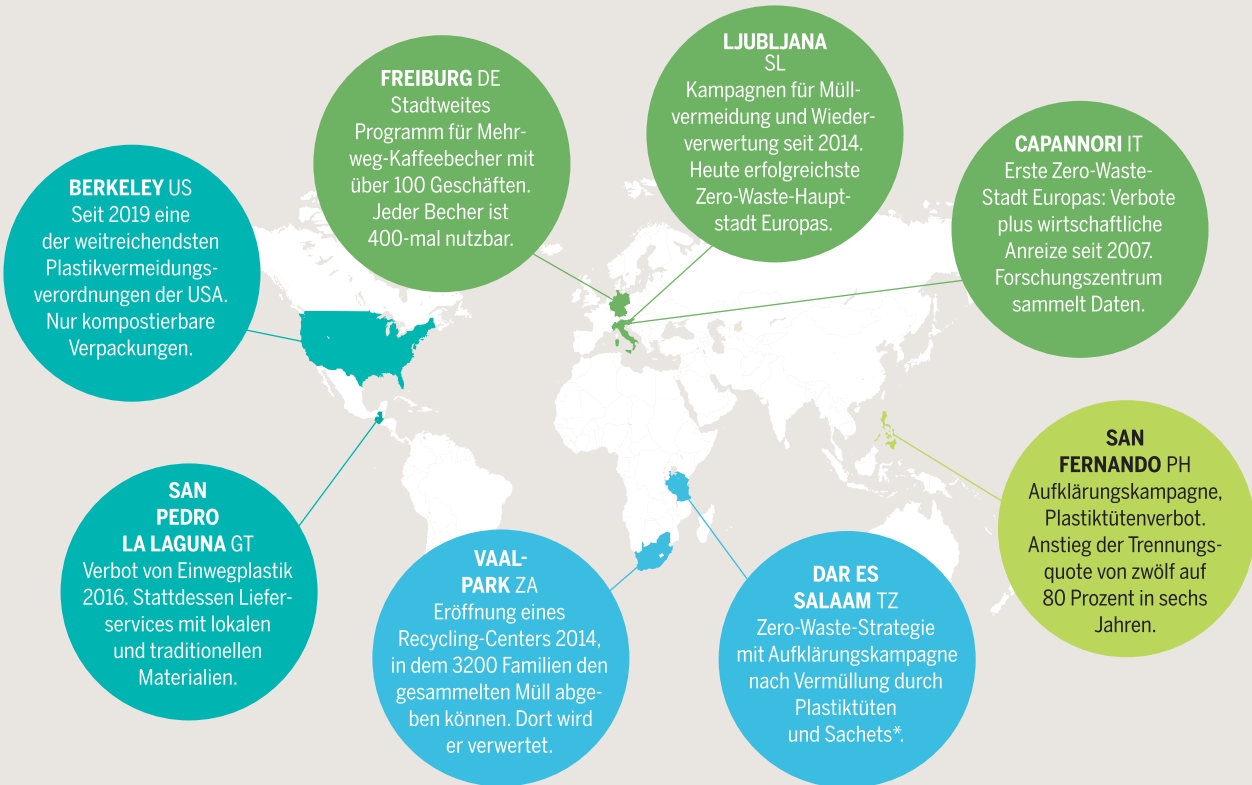 BERKELEY US
Seit 2019 eine
der weitreichendsten
Plastikvermeidungs-
verordnungen der USA.
Nur kompostierbare
Verpackungen.
FREIBURG DE
Stadtweites
Programm für Mehr-
weg-Kaffeebecher mit
über 100 Geschäften.
Jeder Becher ist
400-mal nutzbar.
LJUBLJANA
SL
Kampagnen für Müll-
vermeidung und Wieder-
verwertung seit 2014.
Heute erfolgreichste
Zero-Waste-Haupt-
stadt Europas.
CAPANNORI IT
Erste Zero-Waste-
Stadt Europas: Verbote
plus wirtschaftliche
Anreize seit 2007.
Forschungszentrum
sammelt Daten.
SAN
PEDRO
LA LAGUNA GT
Verbot von Einwegplastik
2016. Stattdessen Liefer-
services mit lokalen
und traditionellen
Materialien.
VAAL-
PARK ZA
Eröffnung eines
Recycling-Centers 2014,
in dem 3200 Familien den
gesammelten Müll abge-
ben können. Dort wird
er verwertet.
DAR ES
SALAAM TZ
Zero-Waste-Strategie
mit Aufklärungskampagne
nach Vermüllung durch
Plastiktüten
und Sachets*.
SAN
FERNANDO PH
Aufklärungskampagne,
Plastiktütenverbot.
Anstieg der Trennungs-
quote von zwölf auf
80 Prozent in sechs
Jahren.